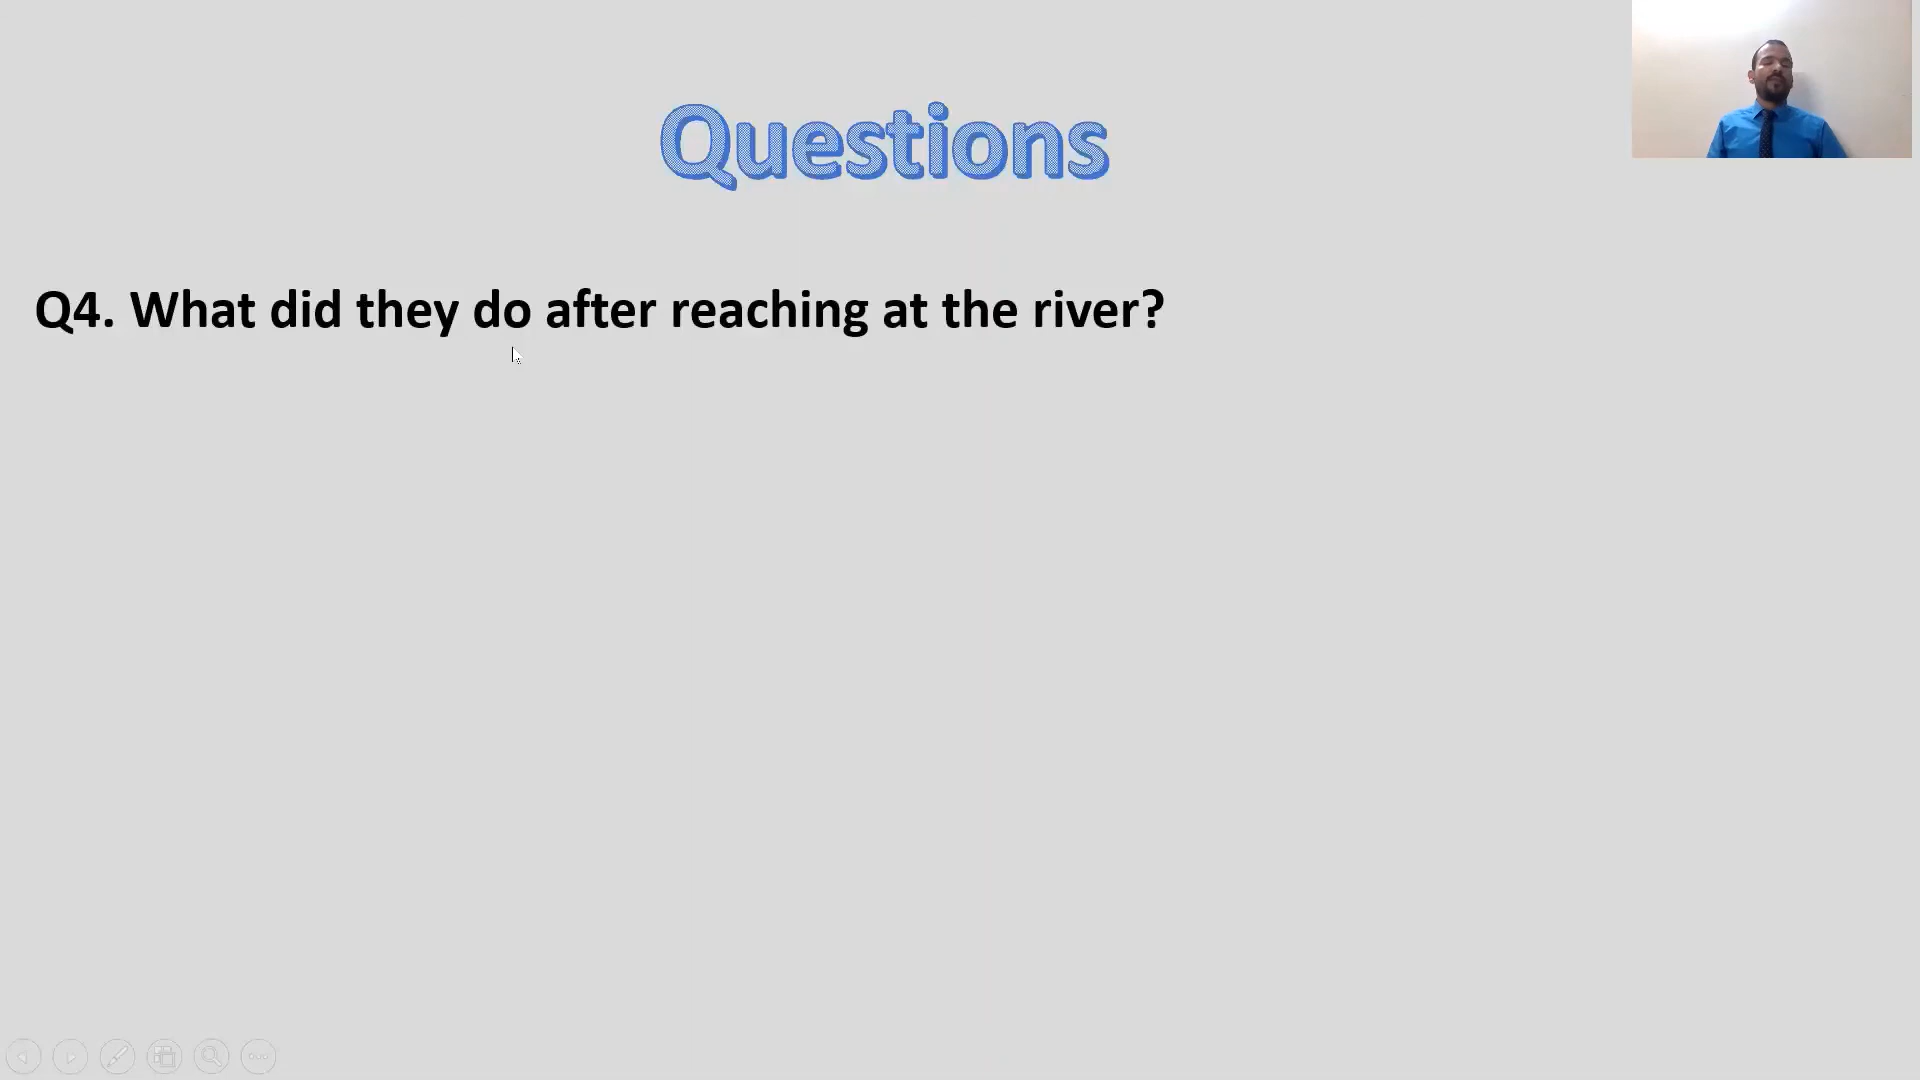 Questions
Q4. What did they do after reaching at the river?